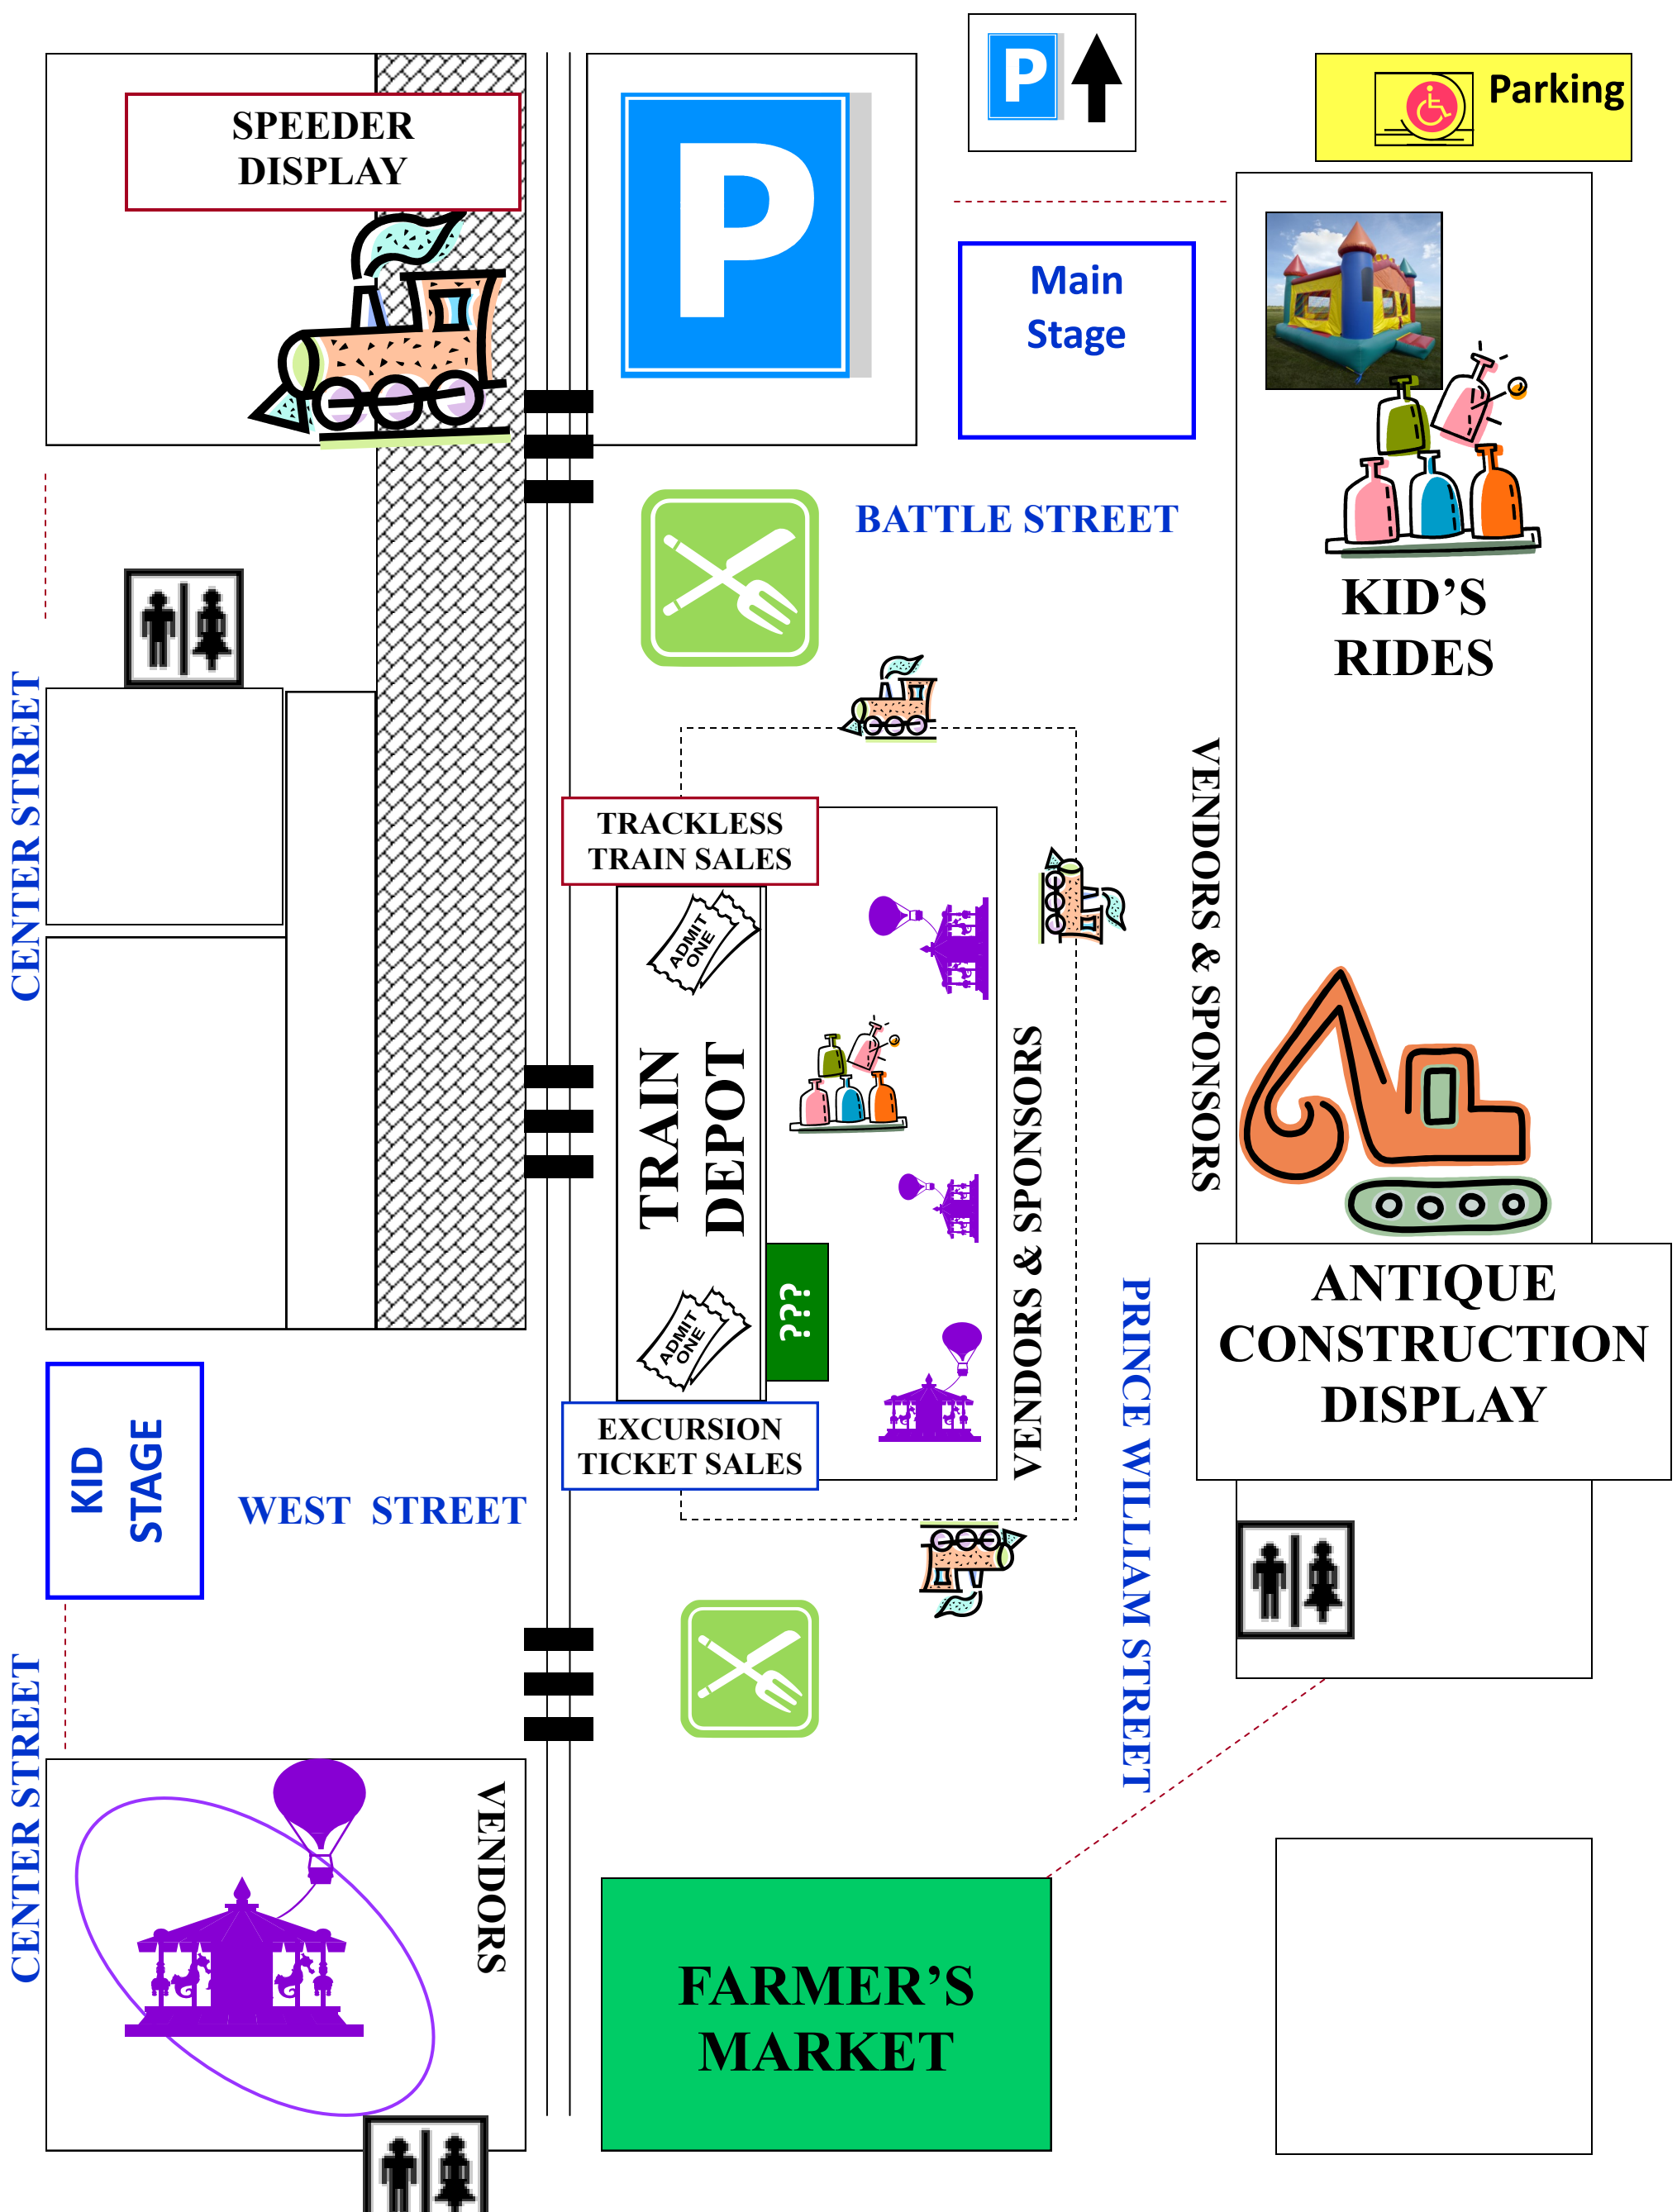 P
Parking
SPEEDER
DISPLAY
P
Main
Stage
BATTLE STREET
KID’S
RIDES
CENTER STREET
TRACKLESS
TRAIN SALES
VENDORS & SPONSORS
ADMIT
ONE
TRAIN
DEPOT
VENDORS & SPONSORS
???
ADMIT
ONE
ANTIQUE
CONSTRUCTION
DISPLAY
PRINCE WILLIAM STREET
KID
STAGE
WEST STREET
EXCURSION
TICKET SALES
CENTER STREET
VENDORS
FARMER’S
MARKET